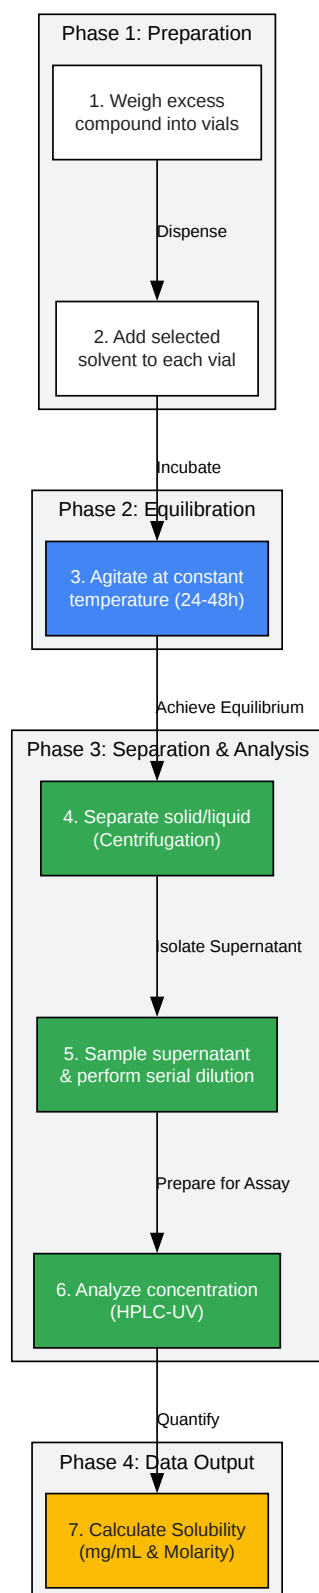 Phase 1: Preparation
1. Weigh excess
compound into vials
Dispense
2. Add selected
solvent to each vial
Incubate
Phase 2: Equilibration
3. Agitate at constant
temperature (24-48h)
Achieve Equilibrium
Phase 3: Separation & Analysis
4. Separate solid/liquid
(Centrifugation)
Isolate Supernatant
5. Sample supernatant
& perform serial dilution
Prepare for Assay
6. Analyze concentration
(HPLC-UV)
Quantify
Phase 4: Data Output
7. Calculate Solubility
(mg/mL & Molarity)